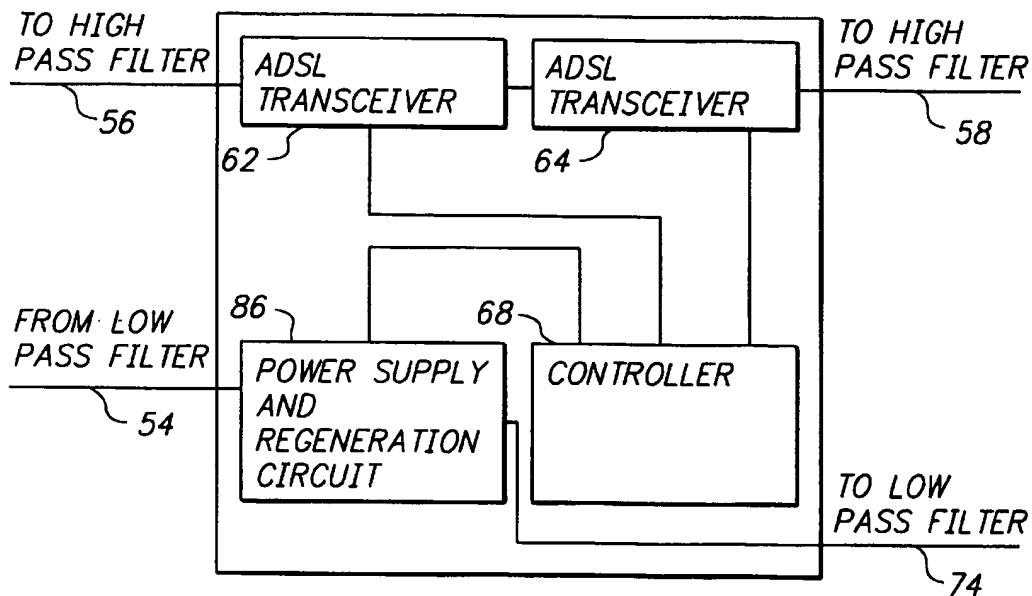 TO HIGH
PASS FILTER
56
ADSL
TRANSCEIVER
62
ADSL
TRANSCEIVER
64
TO HIGH
PASS FILTER
58
FROM LOW
PASS FILTER
54
86
POWER SUPPLY
AND
REGENERATION
CIRCUIT
68
CONTROLLER
TO LOW
PASS FILTER
74